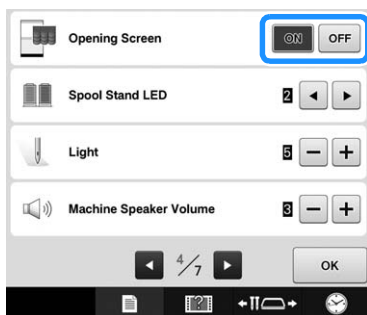 Opening Screen ON OFF
Spool Stand LED 2
Light 5 − +
Machine Speaker Volume 3 − +
4/7 OK